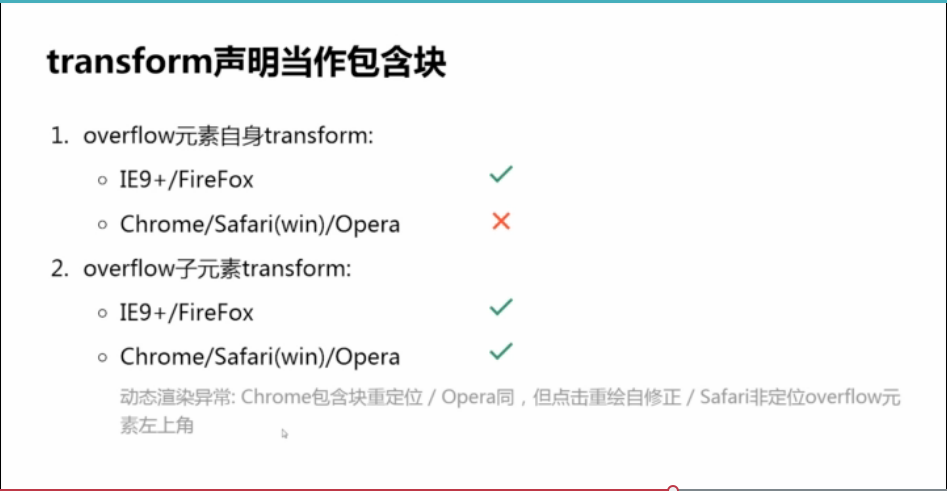 transform声明当作包含块
1. overflow元素自身transform:
IE9+/FireFox
Chrome/Safari(win)/Opera
2. overflow子元素transform:
IE9+/FireFox
Chrome/Safari(win)/Opera
动态渲染异常: Chrome包含块重定位 / Opera同，但点击重绘自修正 / Safari非定位overflow元
素左上角